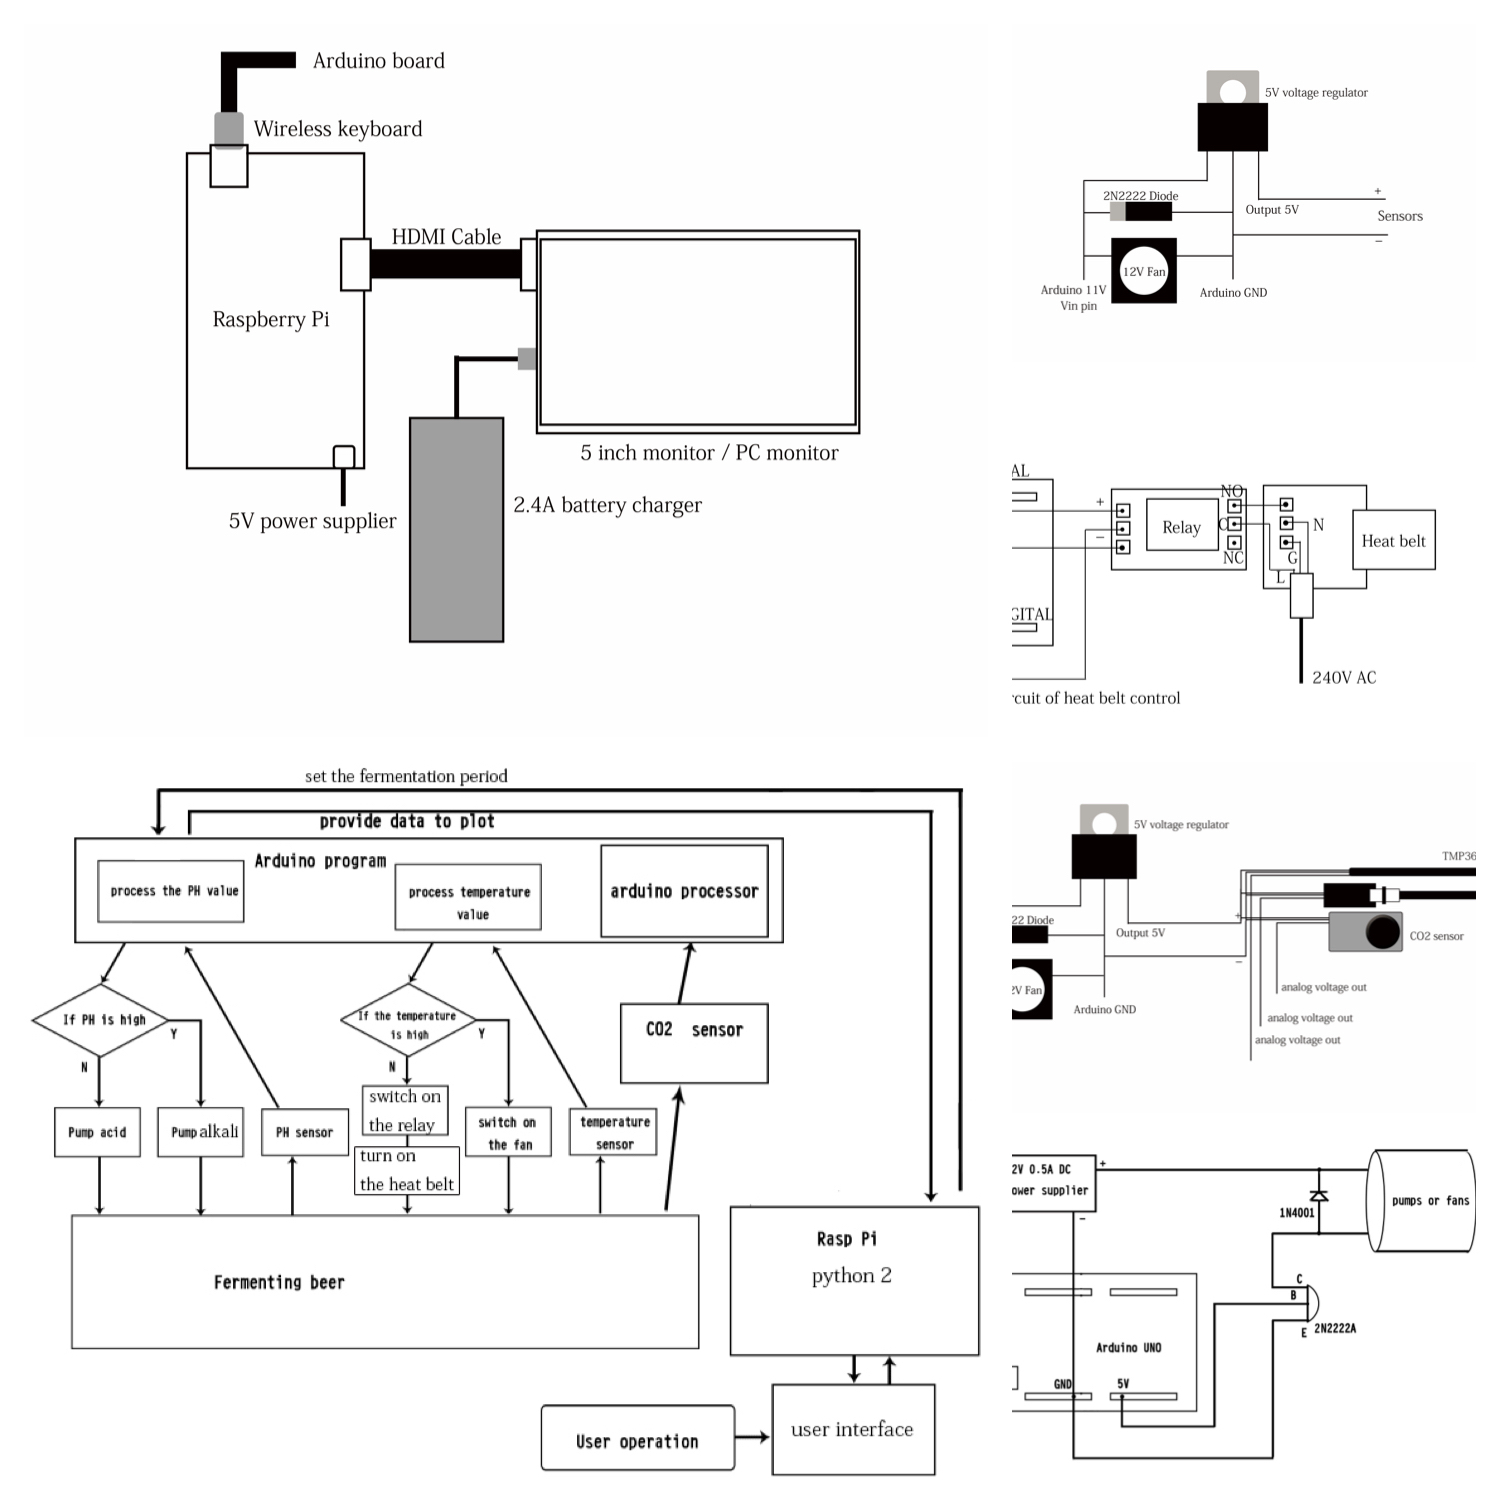 Arduino board
Wireless keyboard
HDMI Cable
Raspberry Pi
5 inch monitor / PC monitor
2.4A battery charger
5V power supplier
5V voltage regulator
2N2222 Diode
+
Output 5V
Sensors
−
12V Fan
Arduino 11V
Vin pin
Arduino GND
AL
NO
+
Relay
C
N
Heat belt
−
NC
G
L
GITAL
240V AC
rcuit of heat belt control
set the fermentation period
provide data to plot
Arduino program
process the PH value
process temperature
value
arduino processor
If PH is high
Y
N
If the temperature
is high
Y
N
CO2 sensor
switch on
the relay
Pump acid
Pump alkali
PH sensor
switch on
the fan
temperature
sensor
turn on
the heat belt
Fermenting beer
Rasp Pi
python 2
user interface
User operation
5V voltage regulator
TMP36
22 Diode
+
Output 5V
CO2 sensor
−
2V Fan
analog voltage out
Arduino GND
analog voltage out
analog voltage out
2V 0.5A DC
ower supplier
+
−
1N4001
pumps or fans
C
B
E
2N2222A
Arduino UNO
GND
5V